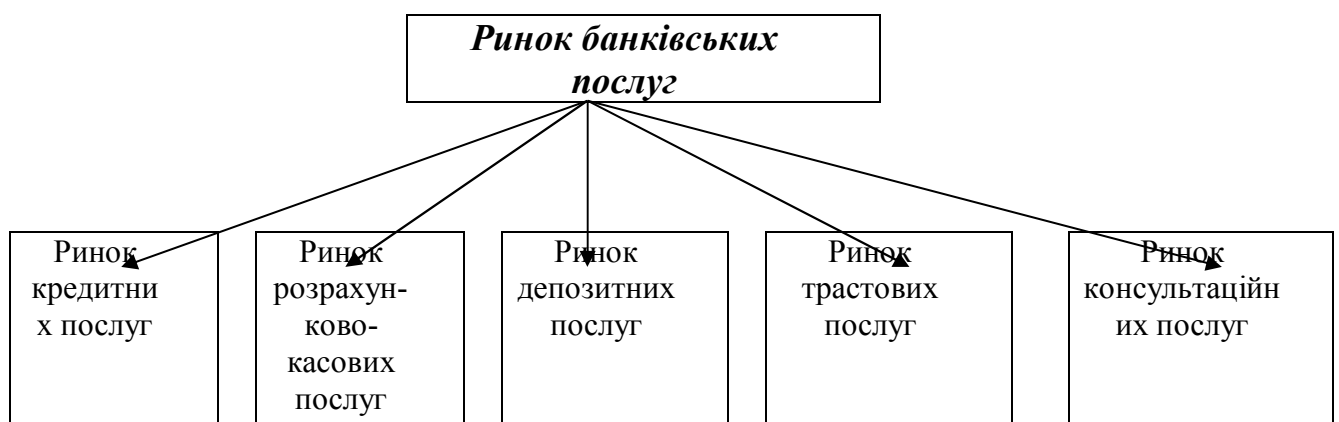 Ринок банківських
послуг
Ринок
кредитни
х послуг
Ринок
розрахун-
ково-
касових
послуг
Ринок
депозитних
послуг
Ринок
трастових
послуг
Ринок
консультаційн
их послуг